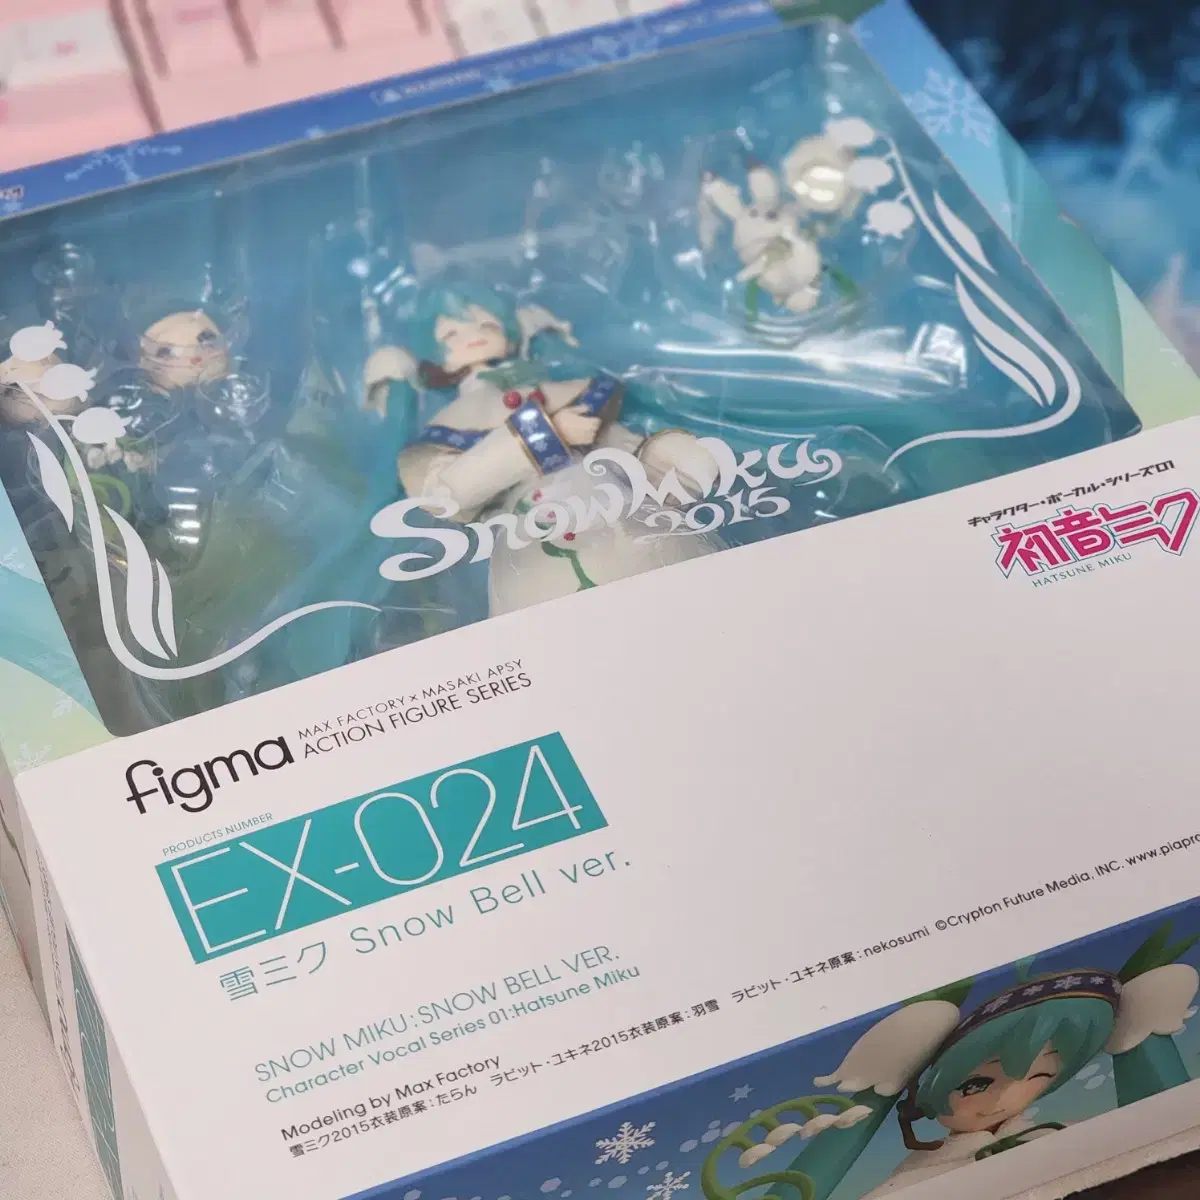 Snow Miku
2015
キャラクター・ボーカル・シリーズ01
初音ミク
HATSUNE MIKU
figma
MAX FACTORY × MASAKI APSY
ACTION FIGURE SERIES
PRODUCTS NUMBER
EX-024
雪ミク Snow Bell ver.
SNOW MIKU:SNOW BELL VER.
Character Vocal Series 01:Hatsune Miku
Modeling by Max Factory
雪ミク2015衣装原案:たらん ラビット・ユキネ2015衣装原案:羽雪 ラビット・ユキネ原案:nekosumi ©Crypton Future Media, INC. www.piapro